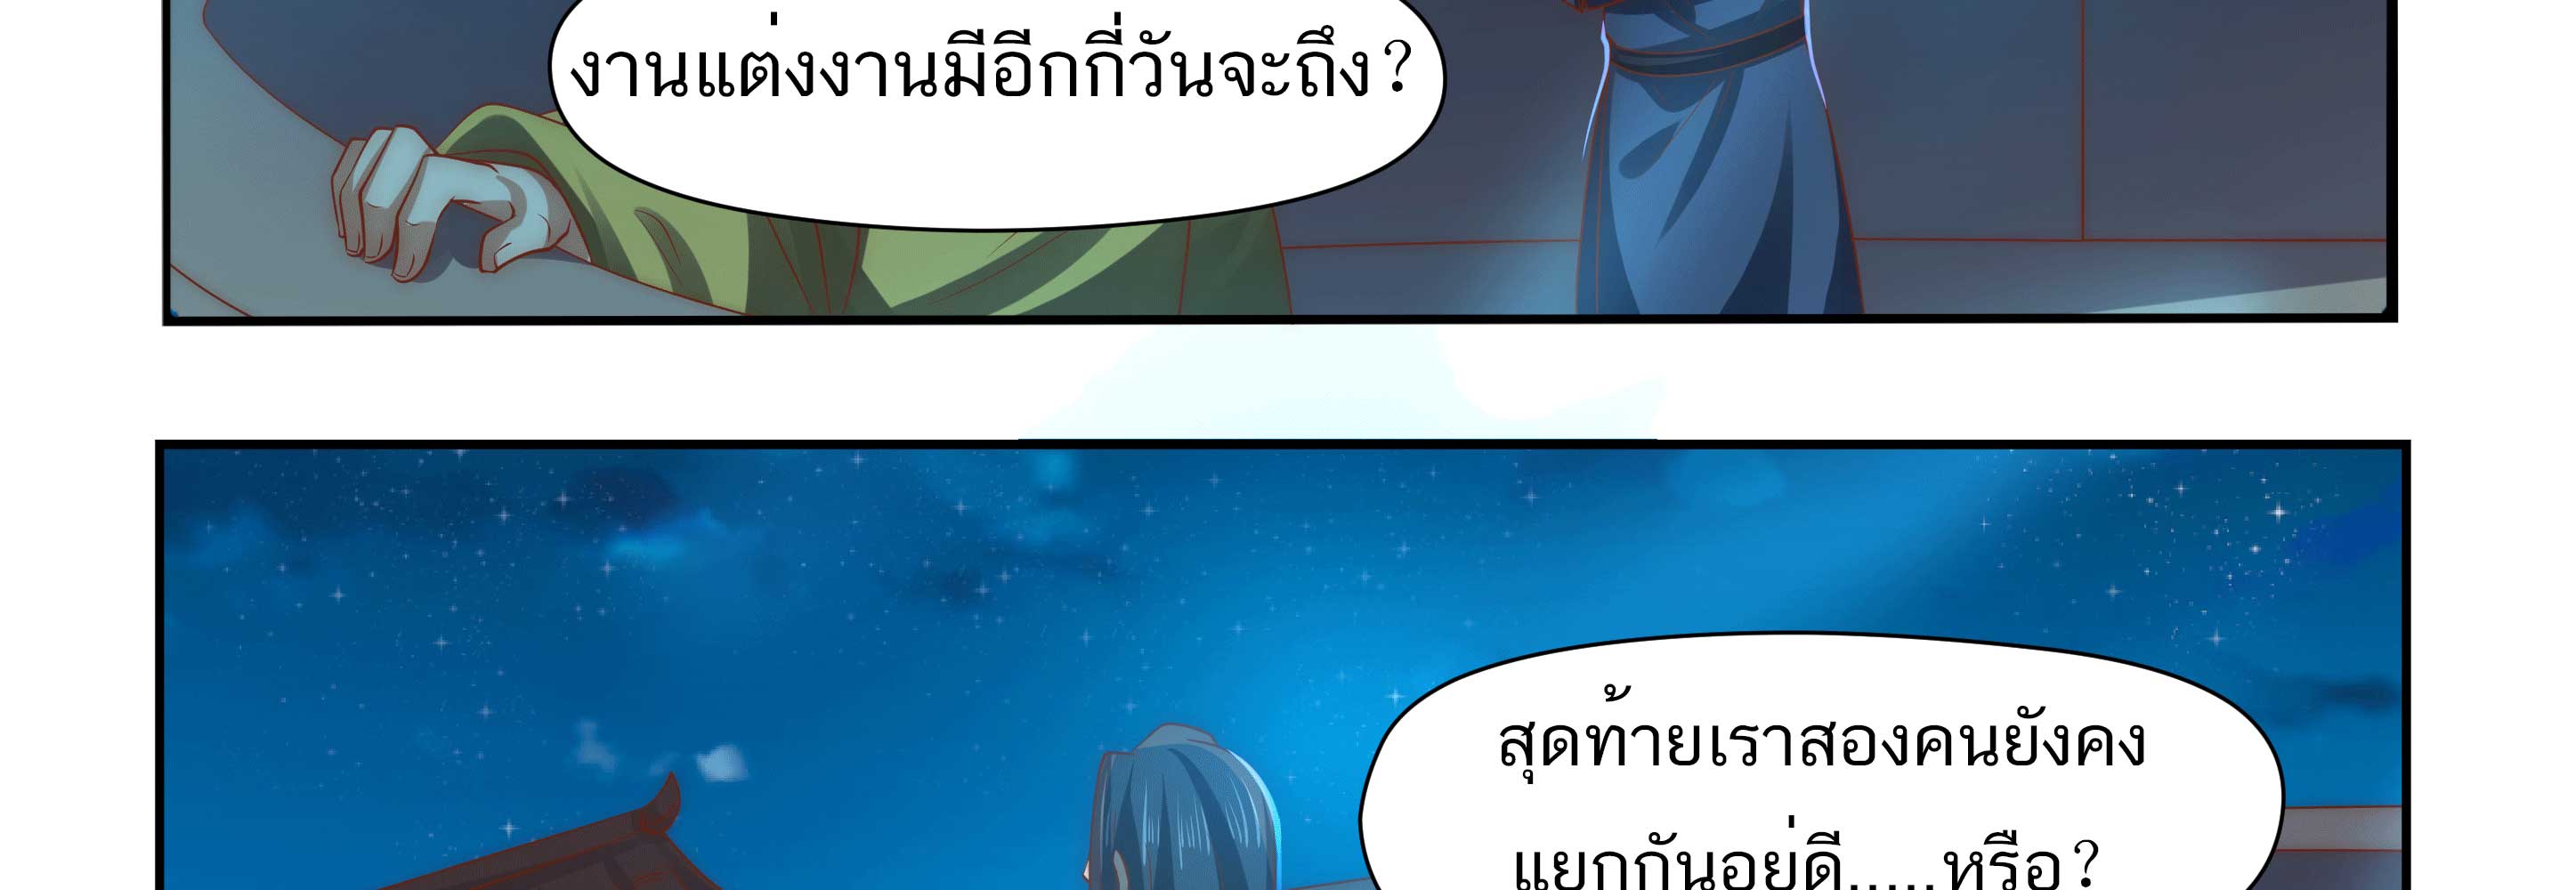 งานแต่งงานมีอีกกี่วันจะถึง?
สุดท้ายเราสองคนยังคง
แยกกันอยู่ดี.....หรือ?